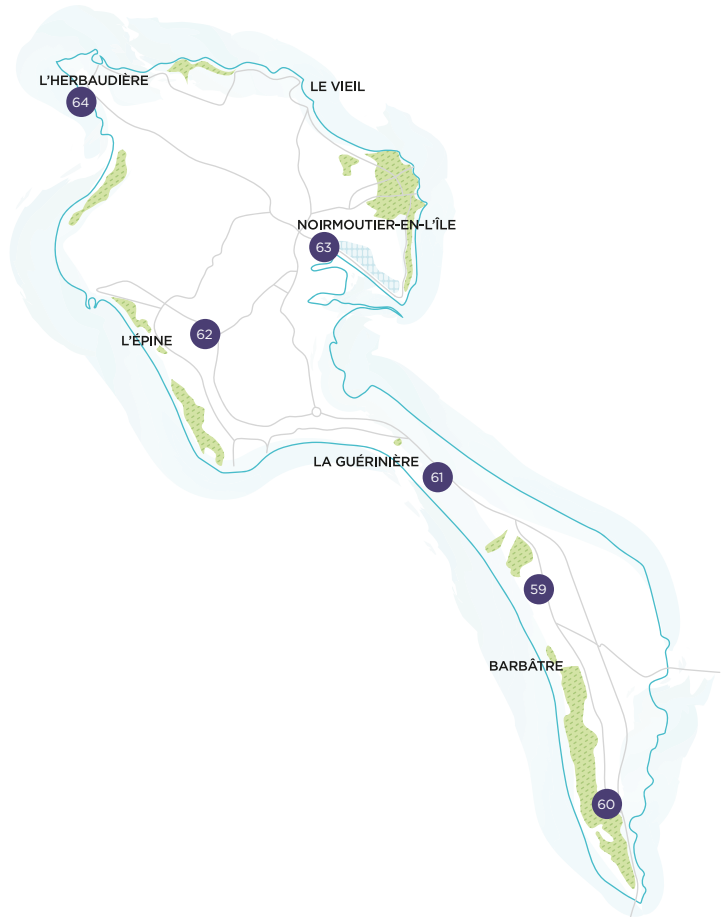 L'HERBAUDIÈRE
LE VIEIL
64
NOIRMOUTIER-EN-L'ÎLE
63
62
L'ÉPINE
LA GUÉRINIÈRE
61
59
BARBÂTRE
60